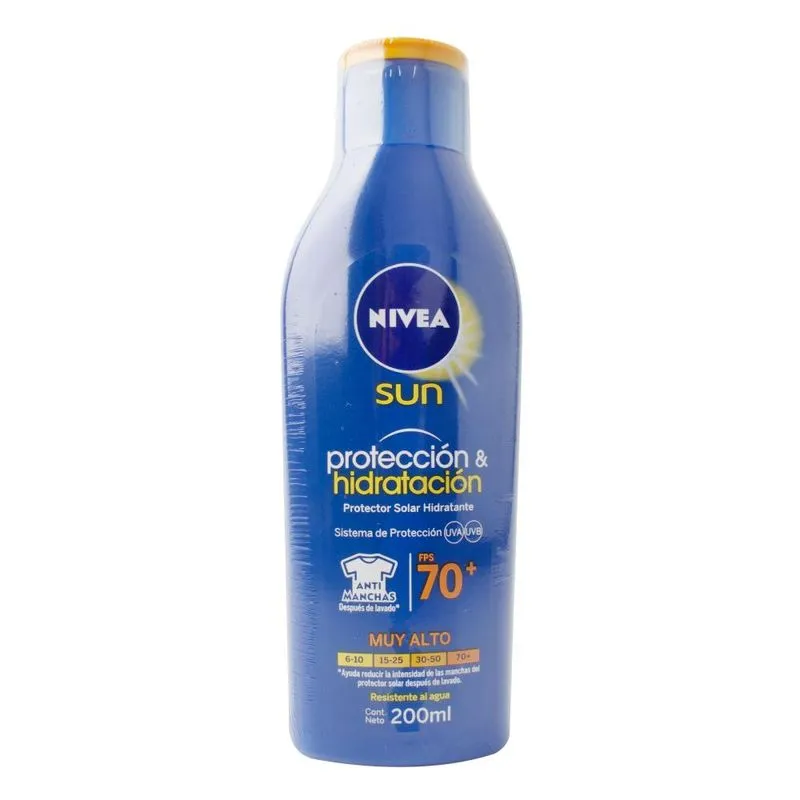 NIVEA
sun
protección &
hidratación
Protector Solar Hidratante
Sistema de Protección UVA UVB
ANTI
MANCHAS
Después de lavado*
FPS
70+
MUY ALTO
6-10 15-25 30-50 70+
*Ayuda reducir la intensidad de las manchas del
protector solar después de lavado.
Resistente al agua
Cont.
Neto 200ml